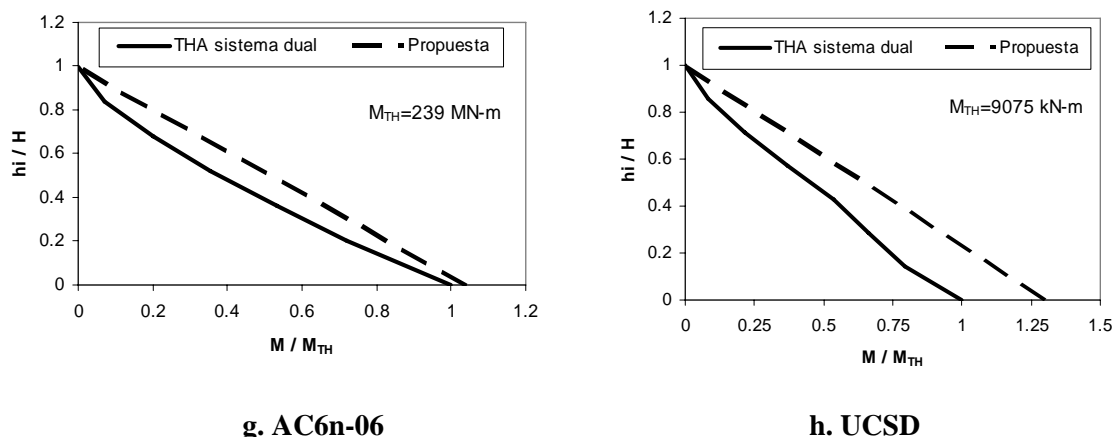 1.2
THA sistema dual
Propuesta
1
0.8
M_TH=239 MN-m
0.6
hi / H
0.4
0.2
0
0 0.2 0.4 0.6 0.8 1 1.2
M / M_TH
g. AC6n-06
1.2
THA sistema dual
Propuesta
1
0.8
M_TH=9075 kN-m
0.6
hi / H
0.4
0.2
0
0 0.25 0.5 0.75 1 1.25 1.5
M / M_TH
h. UCSD